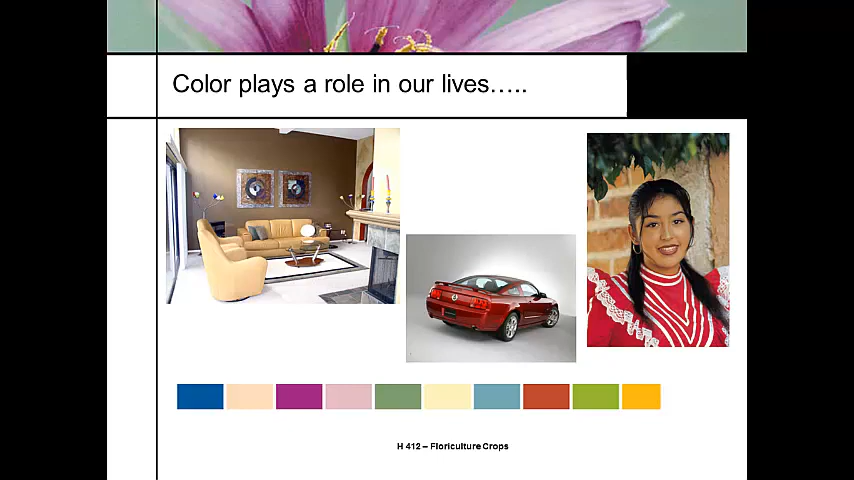 Color plays a role in our lives…..
H 412 – Floriculture Crops